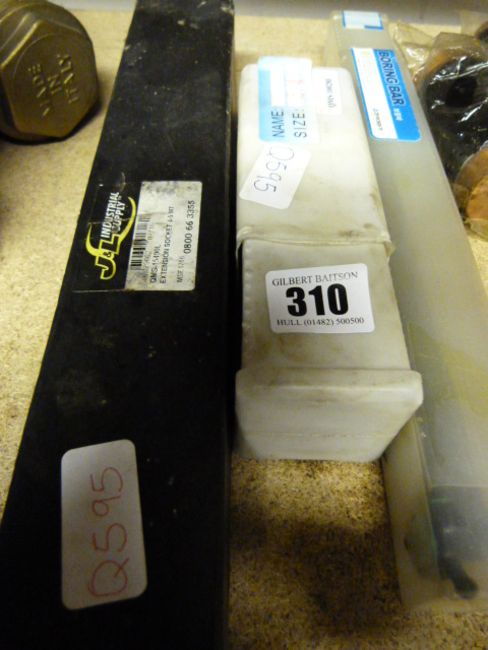 MADE
IN
ITALY
J&L INDUSTRIAL
SUPPLY
EXTENSION SOCKET
0800 66 3355
Q595
NAME:
SIZE:
Q595
GILBERT BAITSON
310
HULL (01482) 500500
BORING BAR